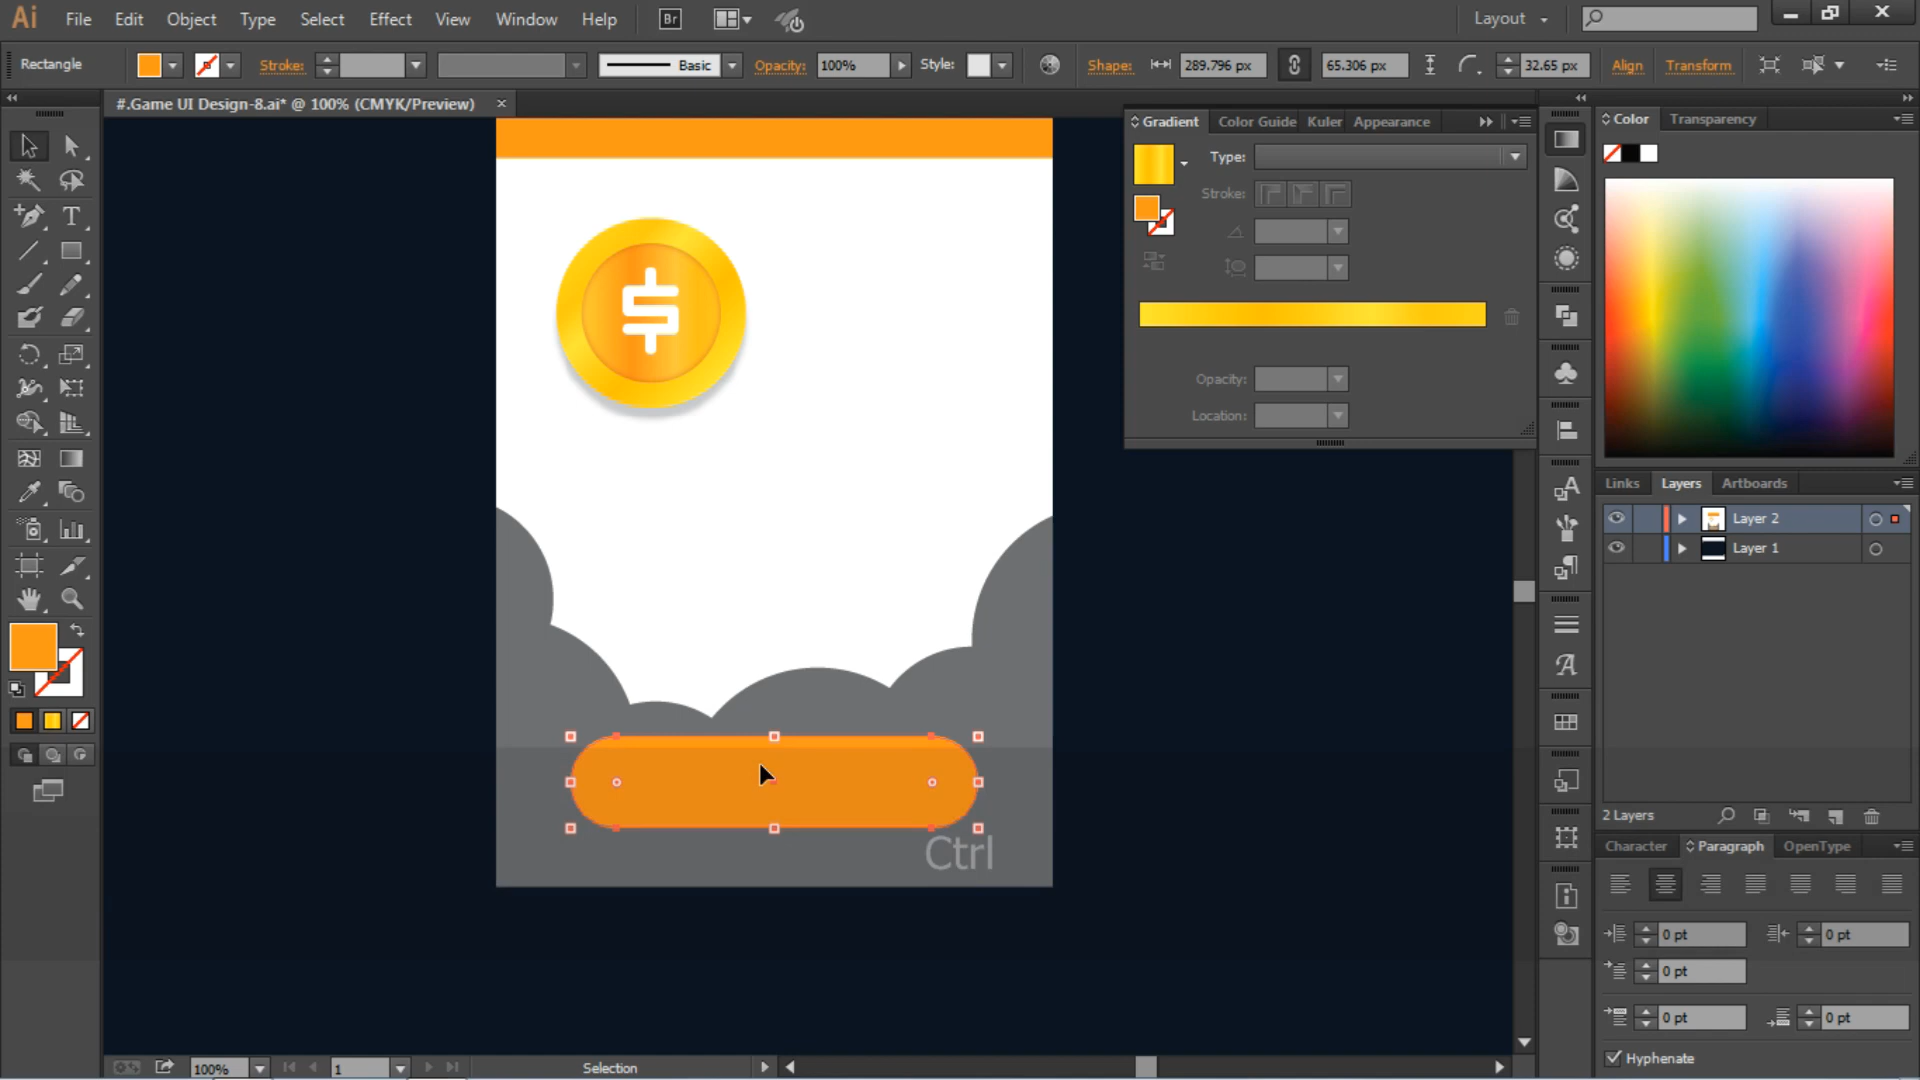 Ai File Edit Object Type Select Effect View Window Help Br Layout
Rectangle Stroke: Basic Opacity: 100% Style: Shape: 289.796 px 65.306 px 32.65 px Align Transform
#.Game UI Design-8.ai* @ 100% (CMYK/Preview) ×
Gradient Color Guide Kuler Appearance
Type:
Stroke:
Opacity:
Location:
Color Transparency
Links Layers Artboards
Layer 2
Layer 1
2 Layers
Character Paragraph OpenType
0 pt 0 pt
0 pt
0 pt 0 pt
Hyphenate
Ctrl
100% 1 Selection